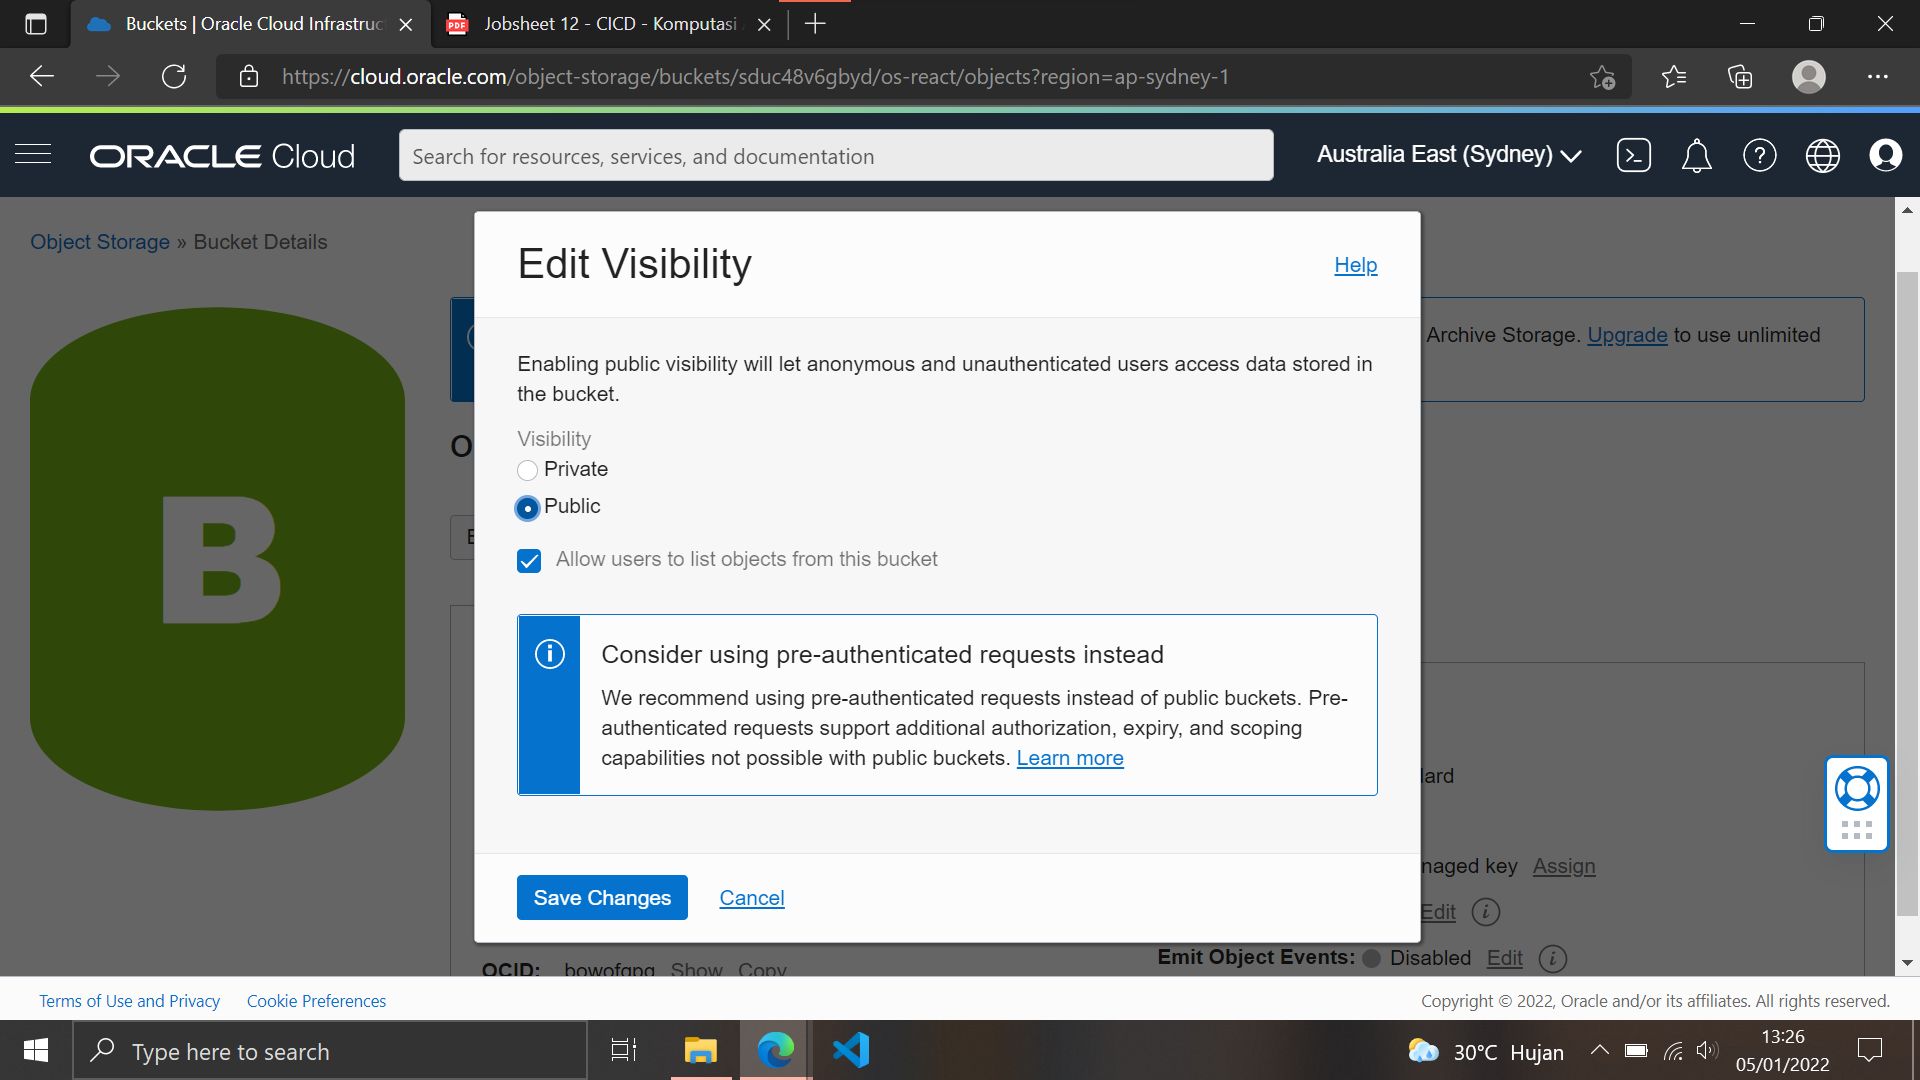 Buckets | Oracle Cloud Infrastruc
Jobsheet 12 - CICD - Komputasi
https://cloud.oracle.com/object-storage/buckets/sduc48v6gbyd/os-react/objects?region=ap-sydney-1
ORACLE Cloud
Search for resources, services, and documentation
Australia East (Sydney)
Object Storage » Bucket Details
B
Edit Visibility
Help
Archive Storage. Upgrade to use unlimited
Enabling public visibility will let anonymous and unauthenticated users access data stored in
the bucket.
Visibility
Private
Public
Allow users to list objects from this bucket
Consider using pre-authenticated requests instead
We recommend using pre-authenticated requests instead of public buckets. Pre-
authenticated requests support additional authorization, expiry, and scoping
capabilities not possible with public buckets. Learn more
Save Changes
Cancel
naged key Assign
Edit
Emit Object Events: Disabled Edit
OCID: bowofgpg Show Copy
Terms of Use and Privacy
Cookie Preferences
Copyright © 2022, Oracle and/or its affiliates. All rights reserved.
Type here to search
30°C Hujan
13:26
05/01/2022